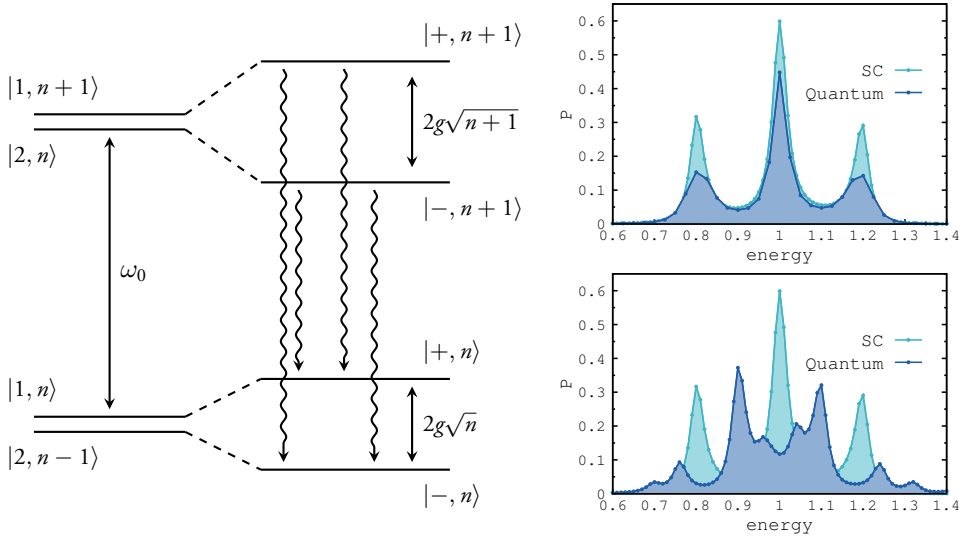 |1, n + 1⟩
|2, n⟩
ω₀
|1, n⟩
|2, n − 1⟩
|+, n + 1⟩
2g√n + 1
|−, n + 1⟩
|+, n⟩
2g√n
|−, n⟩
P
0.6
0.5
0.4
0.3
0.2
0.1
0
SC
Quantum
0.6 0.7 0.8 0.9 1 1.1 1.2 1.3 1.4
energy
P
0.6
0.5
0.4
0.3
0.2
0.1
0
SC
Quantum
0.6 0.7 0.8 0.9 1 1.1 1.2 1.3 1.4
energy